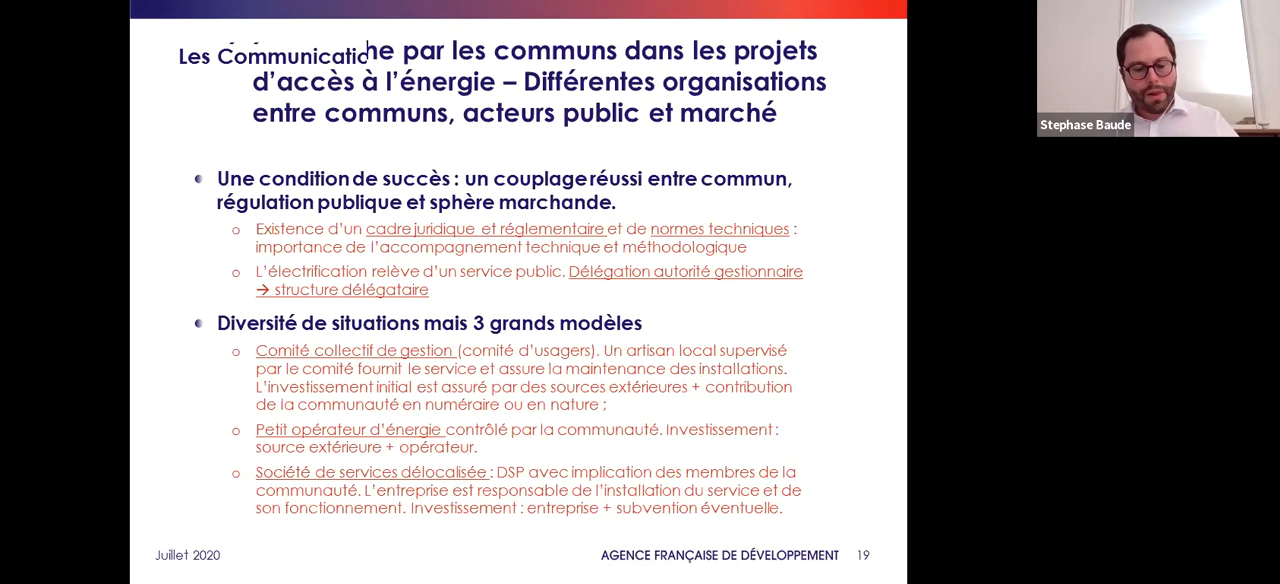 Les Communicatio
he par les communs dans les projets
d’accès à l’énergie – Différentes organisations
entre communs, acteurs public et marché
Stephase Baude
Une condition de succès : un couplage réussi entre commun,
régulation publique et sphère marchande.
o Existence d’un cadre juridique et réglementaire et de normes techniques :
importance de l’accompagnement technique et méthodologique
o L’électrification relève d’un service public. Délégation autorité gestionnaire
→ structure délégataire
Diversité de situations mais 3 grands modèles
o Comité collectif de gestion (comité d’usagers). Un artisan local supervisé
par le comité fournit le service et assure la maintenance des installations.
L’investissement initial est assuré par des sources extérieures + contribution
de la communauté en numéraire ou en nature ;
o Petit opérateur d’énergie contrôlé par la communauté. Investissement :
source extérieure + opérateur.
o Société de services délocalisée : DSP avec implication des membres de la
communauté. L’entreprise est responsable de l’installation du service et de
son fonctionnement. Investissement : entreprise + subvention éventuelle.
Juillet 2020
AGENCE FRANÇAISE DE DÉVELOPPEMENT 19